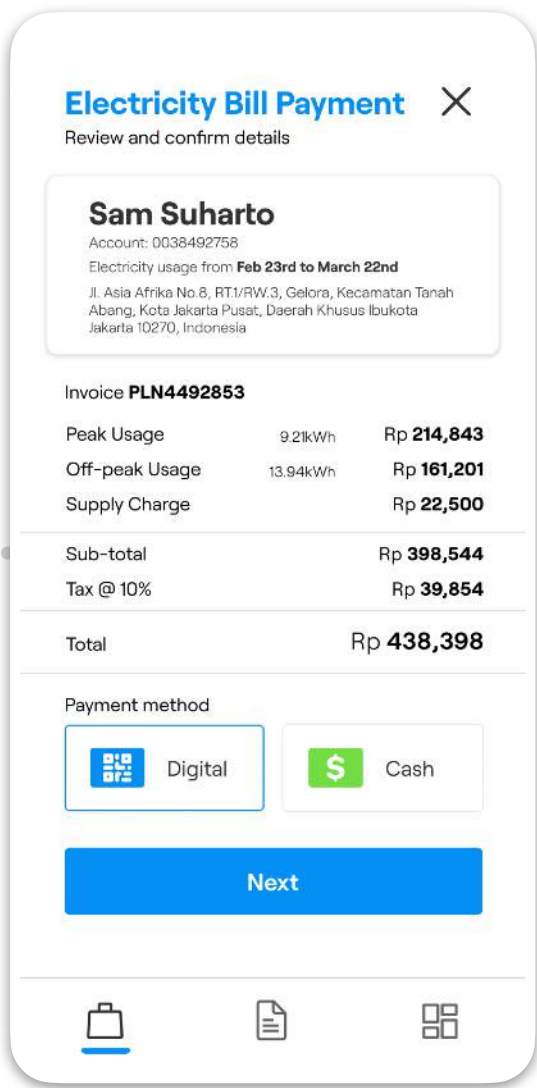 Electricity Bill Payment
Review and confirm details
Sam Suharto
Account: 0038492758
Electricity usage from Feb 23rd to March 22nd
Jl. Asia Afrika No.8, RT.1/RW.3, Gelora, Kecamatan Tanah
Abang, Kota Jakarta Pusat, Daerah Khusus Ibukota
Jakarta 10270, Indonesia
Invoice PLN4492853
Peak Usage 9.21kWh Rp 214,843
Off-peak Usage 13.94kWh Rp 161,201
Supply Charge Rp 22,500
Sub-total Rp 398,544
Tax @ 10% Rp 39,854
Total Rp 438,398
Payment method
Digital $ Cash
Next